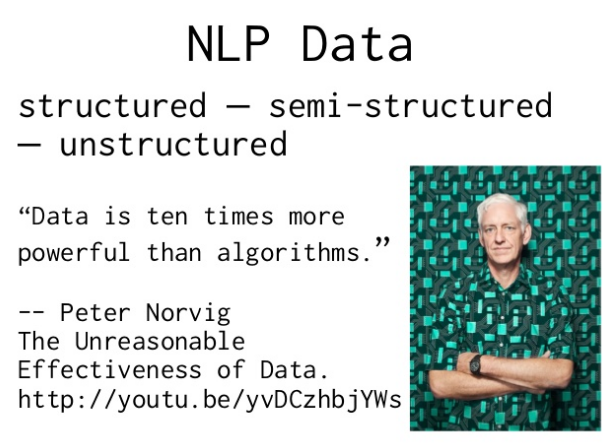 NLP Data
structured — semi-structured
— unstructured
“Data is ten times more
powerful than algorithms.”
-- Peter Norvig
The Unreasonable
Effectiveness of Data.
http://youtu.be/yvDCzhbjYWs